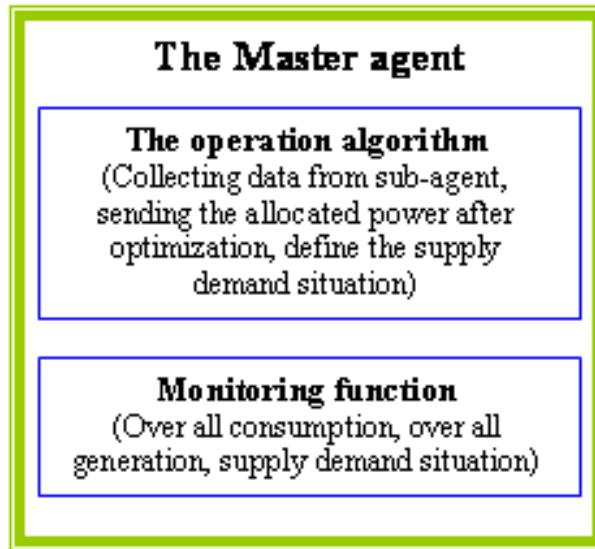 The Master agent
The operation algorithm
(Collecting data from sub-agent,
sending the allocated power after
optimization, define the supply
demand situation)
Monitoring function
(Over all consumption, over all
generation, supply demand situation)